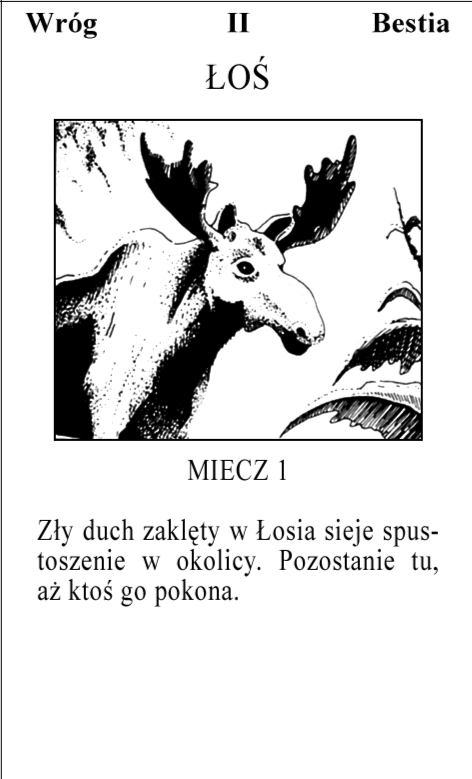 Wróg II Bestia
ŁOŚ
MIECZ 1
Zły duch zaklęty w Łosia sieje spus-
toszenie w okolicy. Pozostanie tu,
aż ktoś go pokona.